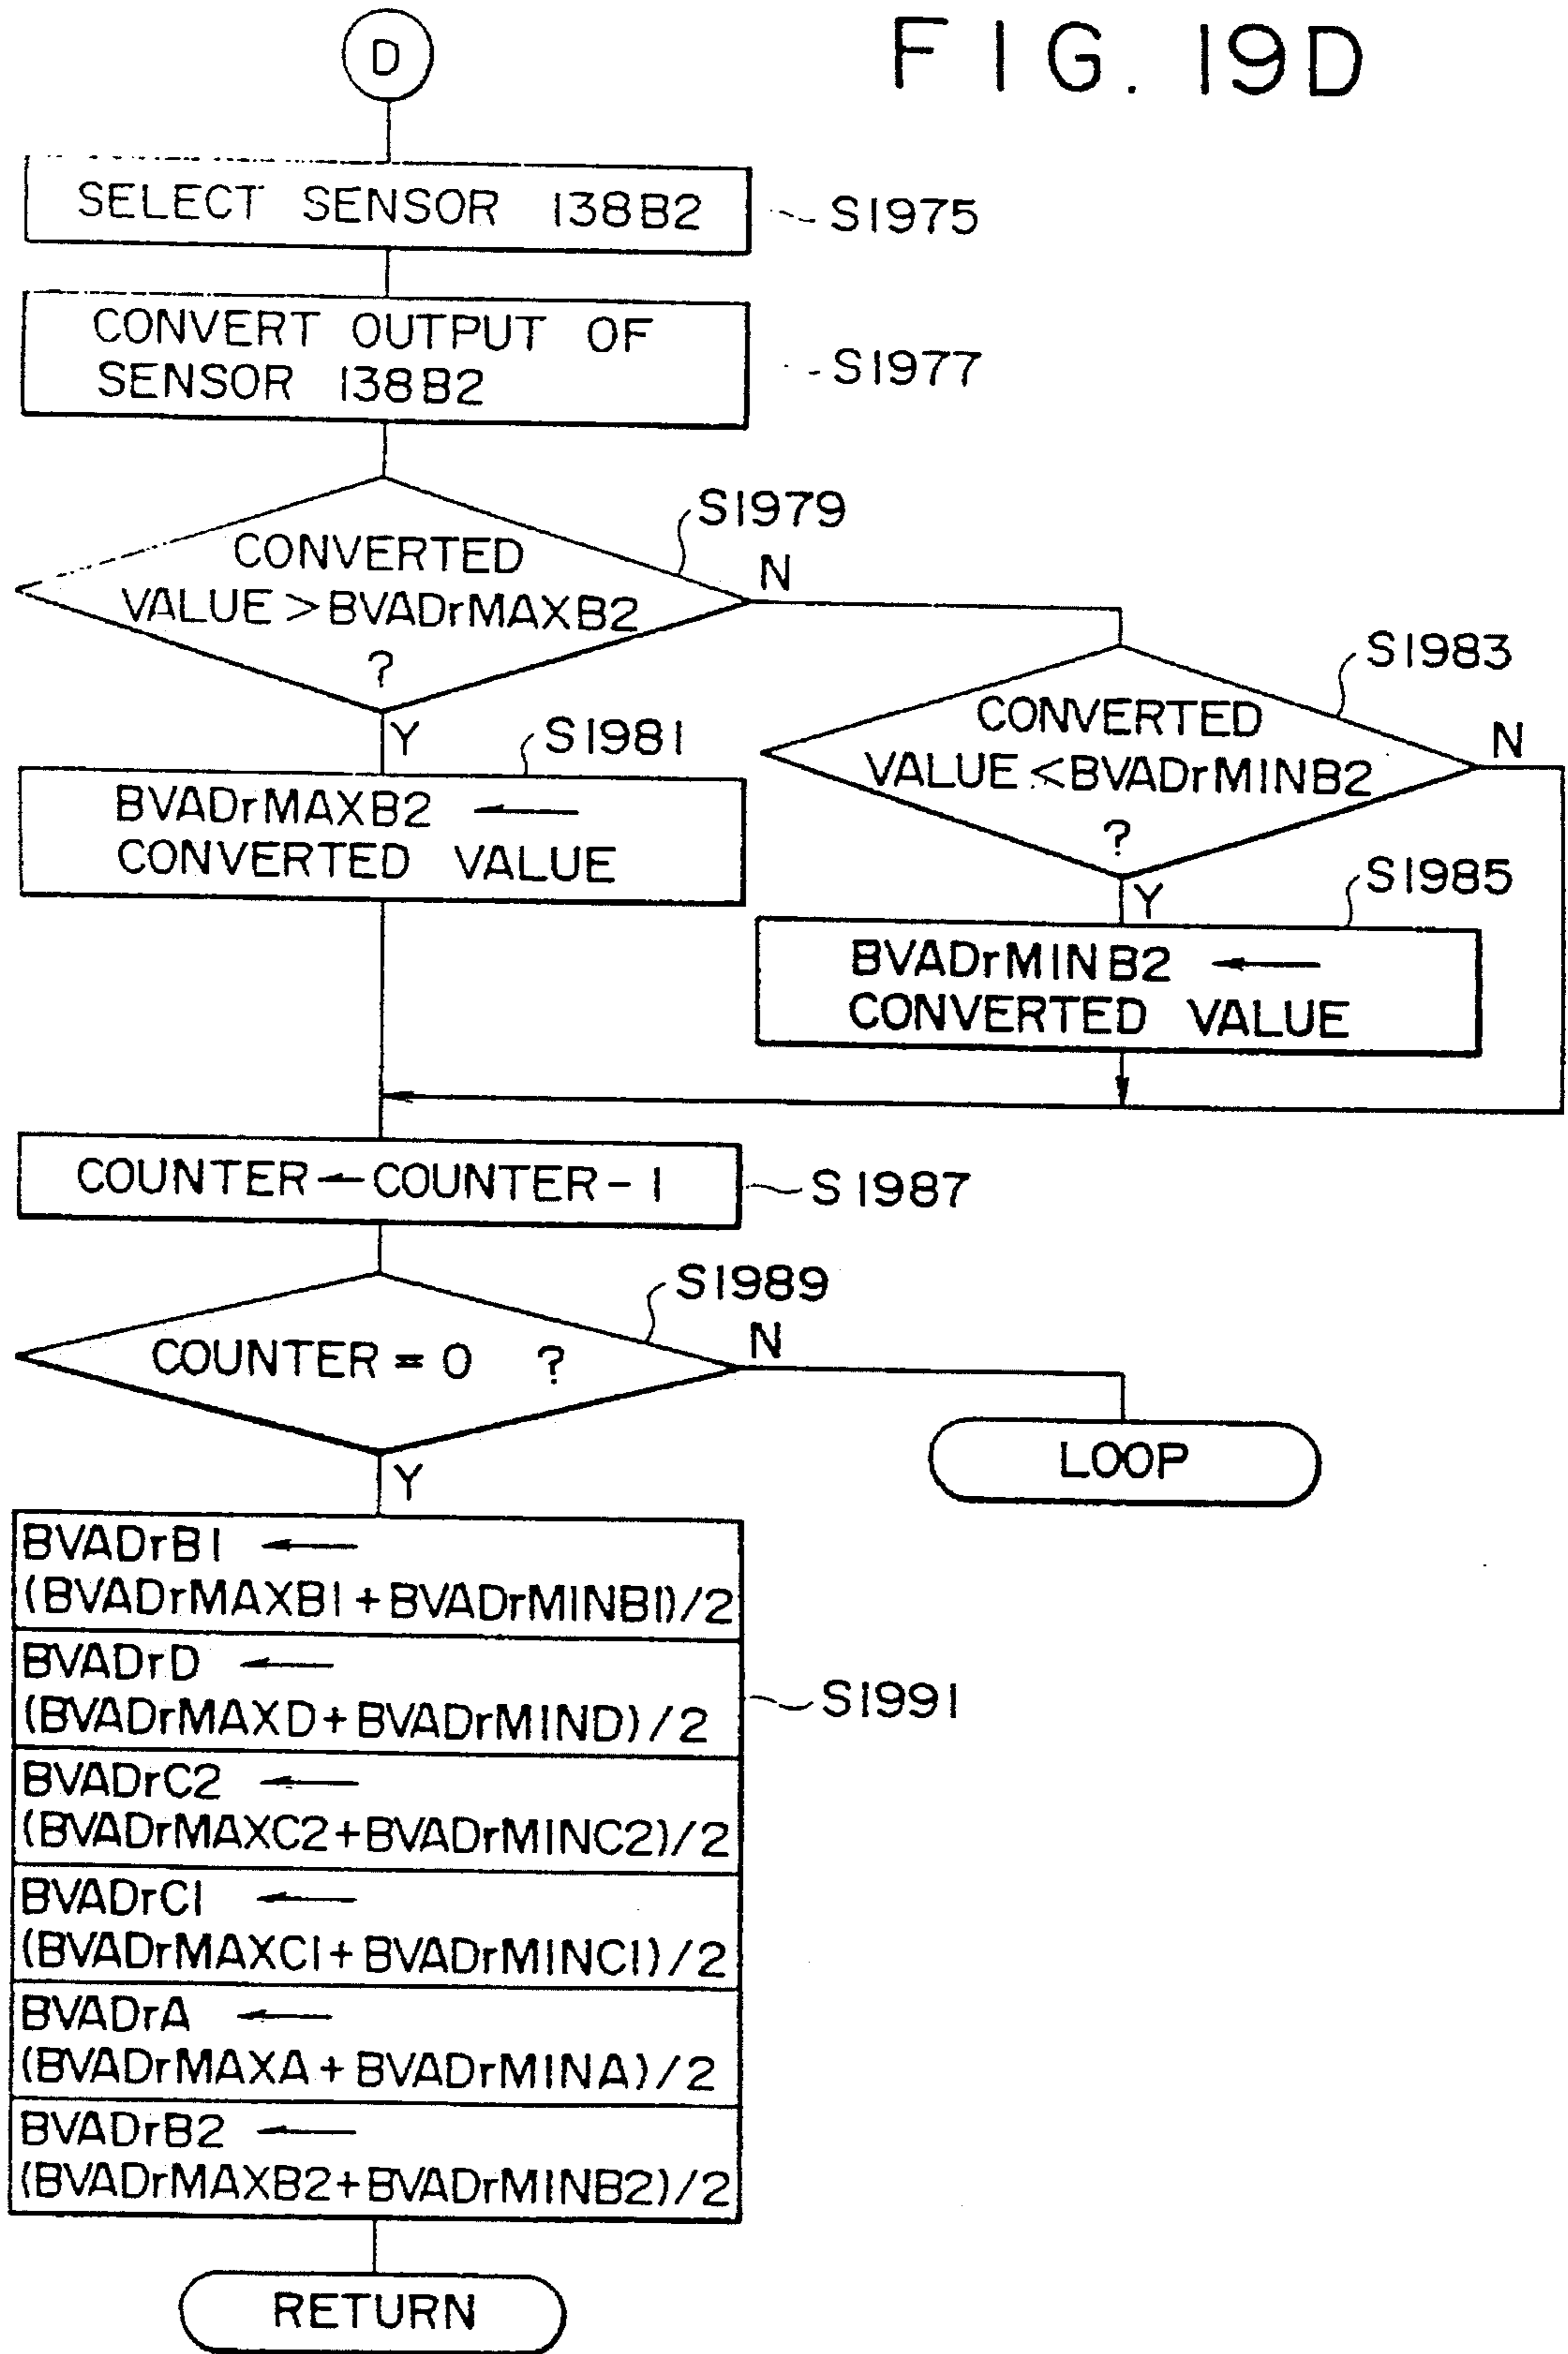 FIG. 19D
D
SELECT SENSOR 138B2
S1975
CONVERT OUTPUT OF
SENSOR 138B2
S1977
S1979
CONVERTED
VALUE > BVADrMAXB2
?
N
Y
S1981
BVADrMAXB2 ←
CONVERTED VALUE
S1983
CONVERTED
VALUE < BVADrMINB2
?
N
Y
S1985
BVADrMINB2 ←
CONVERTED VALUE
COUNTER ← COUNTER - 1
S1987
S1989
COUNTER = 0 ?
N
LOOP
Y
BVADrB1 ←
(BVADrMAXB1 + BVADrMINB1)/2
BVADrD ←
(BVADrMAXD + BVADrMIND)/2
S1991
BVADrC2 ←
(BVADrMAXC2+BVADrMINC2)/2
BVADrC1 ←
(BVADrMAXC1 + BVADrMINC1)/2
BVADrA ←
(BVADrMAXA + BVADrMINA)/2
BVADrB2 ←
(BVADrMAXB2+BVADrMINB2)/2
RETURN